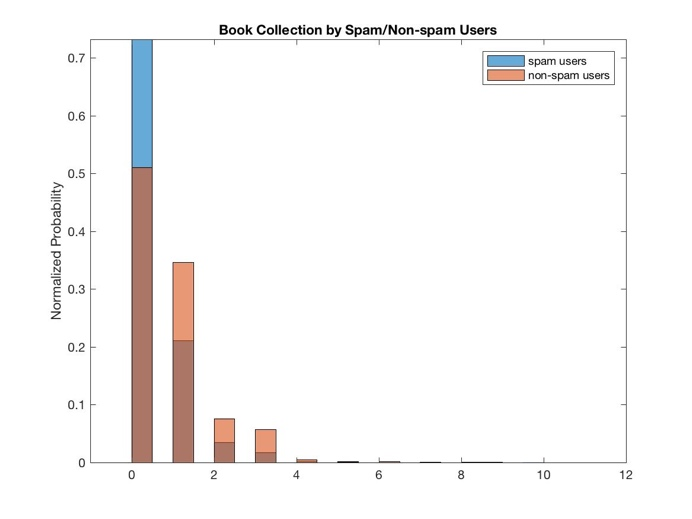 Book Collection by Spam/Non-spam Users
spam users
non-spam users
Normalized Probability
0.7
0.6
0.5
0.4
0.3
0.2
0.1
0
0 2 4 6 8 10 12